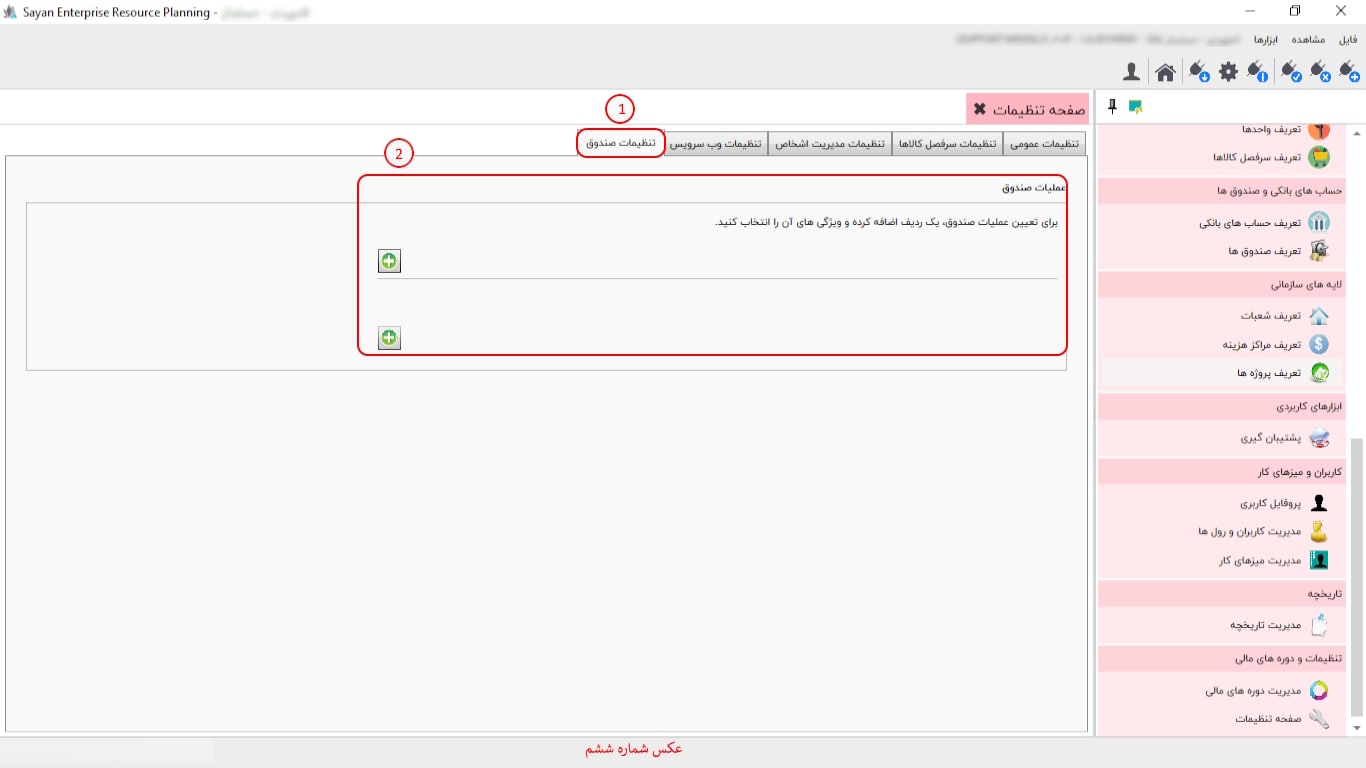 Sayan Enterprise Resource Planning -
فایل
مشاهده
ابزارها
صفحه تنظیمات
1
تنظیمات عمومی
تنظیمات سرفصل کالاها
تنظیمات مدیریت اشخاص
تنظیمات وب سرویس
تنظیمات صندوق
2
عملیات صندوق
برای تعیین عملیات صندوق، یک ردیف اضافه کرده و ویژگی های آن را انتخاب کنید.
تعریف واحدها
تعریف سرفصل کالاها
حساب های بانکی و صندوق ها
تعریف حساب های بانکی
تعریف صندوق ها
لایه های سازمانی
تعریف شعبات
تعریف مراکز هزینه
تعریف پروژه ها
ابزارهای کاربردی
پشتیبان گیری
کاربران و میزهای کار
پروفایل کاربری
مدیریت کاربران و رول ها
مدیریت میزهای کار
تاریخچه
مدیریت تاریخچه
تنظیمات و دوره های مالی
مدیریت دوره های مالی
صفحه تنظیمات
عکس شماره ششم